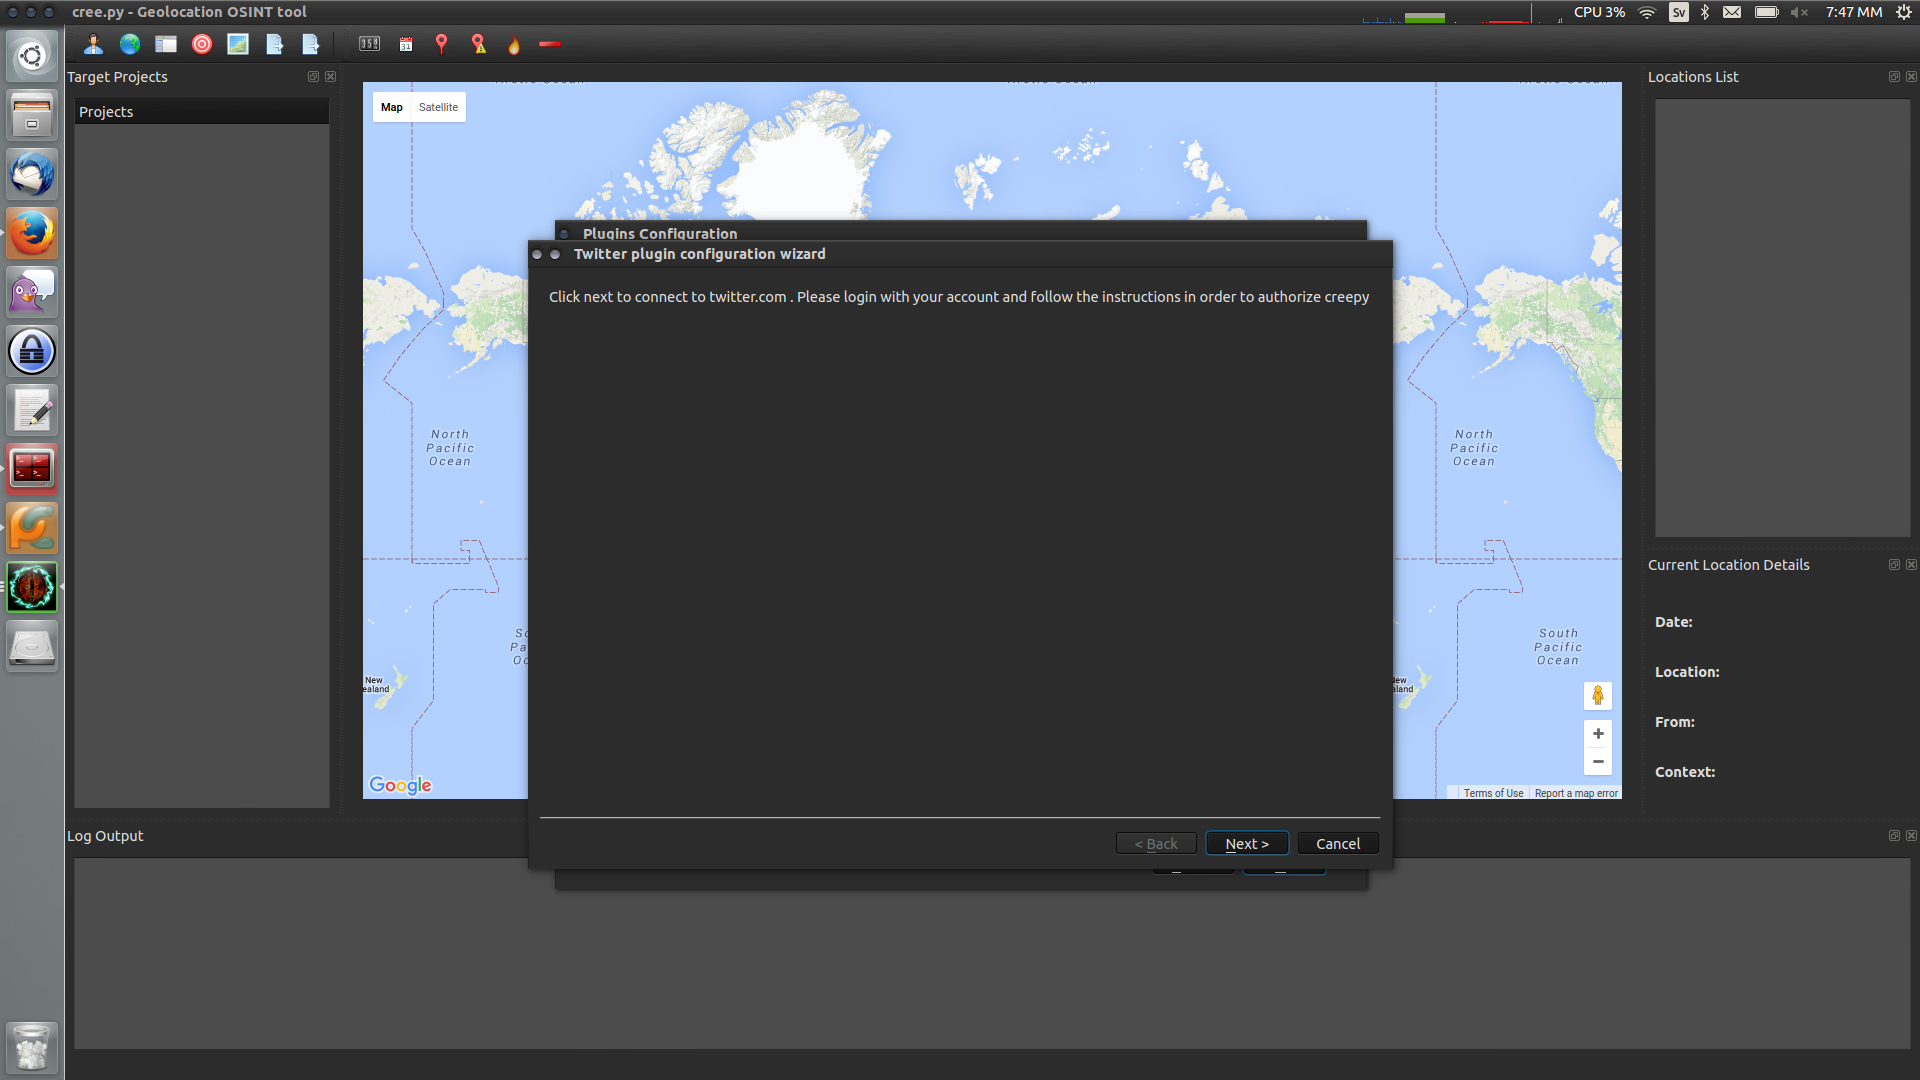 cree.py - Geolocation OSINT tool
CPU 3%
Sv
7:47 MM
Target Projects
Projects
Map
Satellite
Plugins Configuration
Twitter plugin configuration wizard
Click next to connect to twitter.com . Please login with your account and follow the instructions in order to authorize creepy
North
Pacific
Ocean
North
Pacific
Ocean
So
Pa
Oc
South
Pacific
Ocean
New
ealand
New
aland
Google
Terms of Use
Report a map error
< Back
Next >
Cancel
Locations List
Current Location Details
Date:
Location:
From:
Context:
Log Output